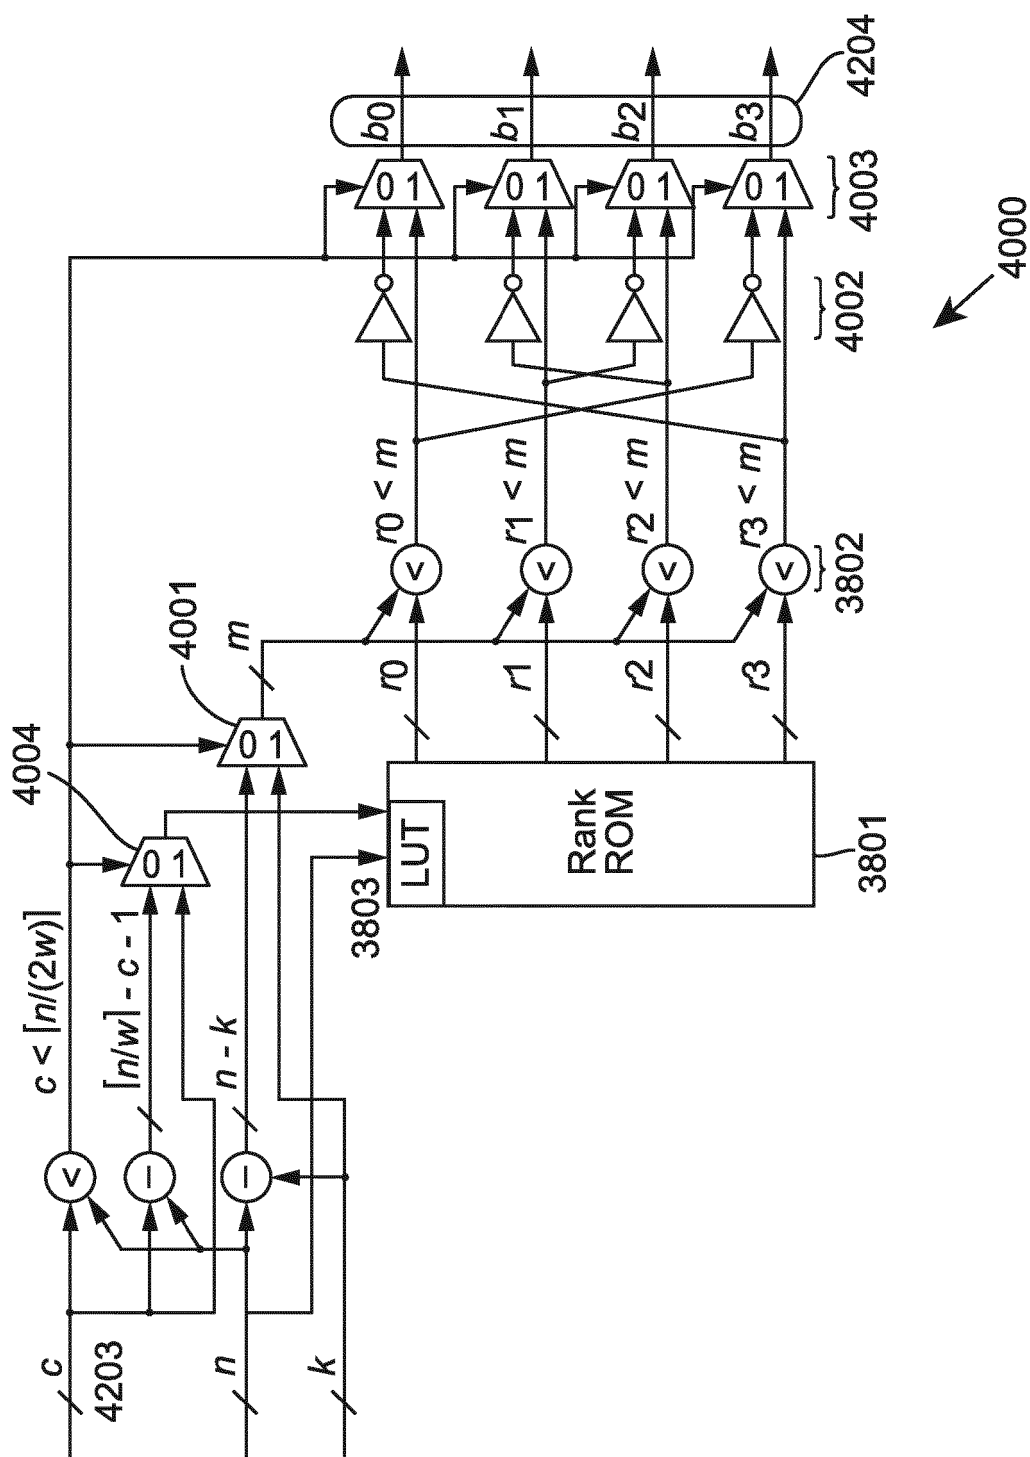 c
4203
n
k
c < ⌈n/(2w)⌉
⌈n/w⌉ - c - 1
n - k
<
−
−
4004
0 1
4001
0 1
m
3803
LUT
Rank
ROM
3801
r0
r1
r2
r3
<
<
<
<
3802
r0 < m
r1 < m
r2 < m
r3 < m
4002
0 1
0 1
0 1
0 1
4003
b0
b1
b2
b3
4204
4000